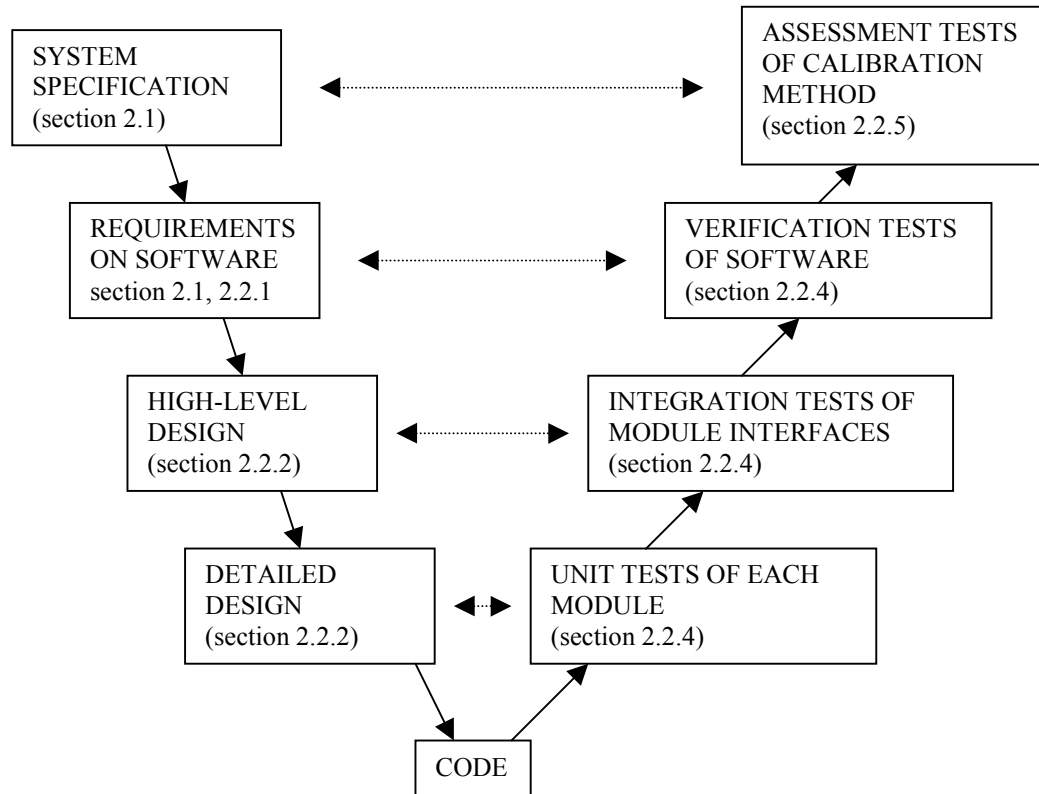 SYSTEM
SPECIFICATION
(section 2.1)
ASSESSMENT TESTS
OF CALIBRATION
METHOD
(section 2.2.5)
REQUIREMENTS
ON SOFTWARE
section 2.1, 2.2.1
VERIFICATION TESTS
OF SOFTWARE
(section 2.2.4)
HIGH-LEVEL
DESIGN
(section 2.2.2)
INTEGRATION TESTS OF
MODULE INTERFACES
(section 2.2.4)
DETAILED
DESIGN
(section 2.2.2)
UNIT TESTS OF EACH
MODULE
(section 2.2.4)
CODE